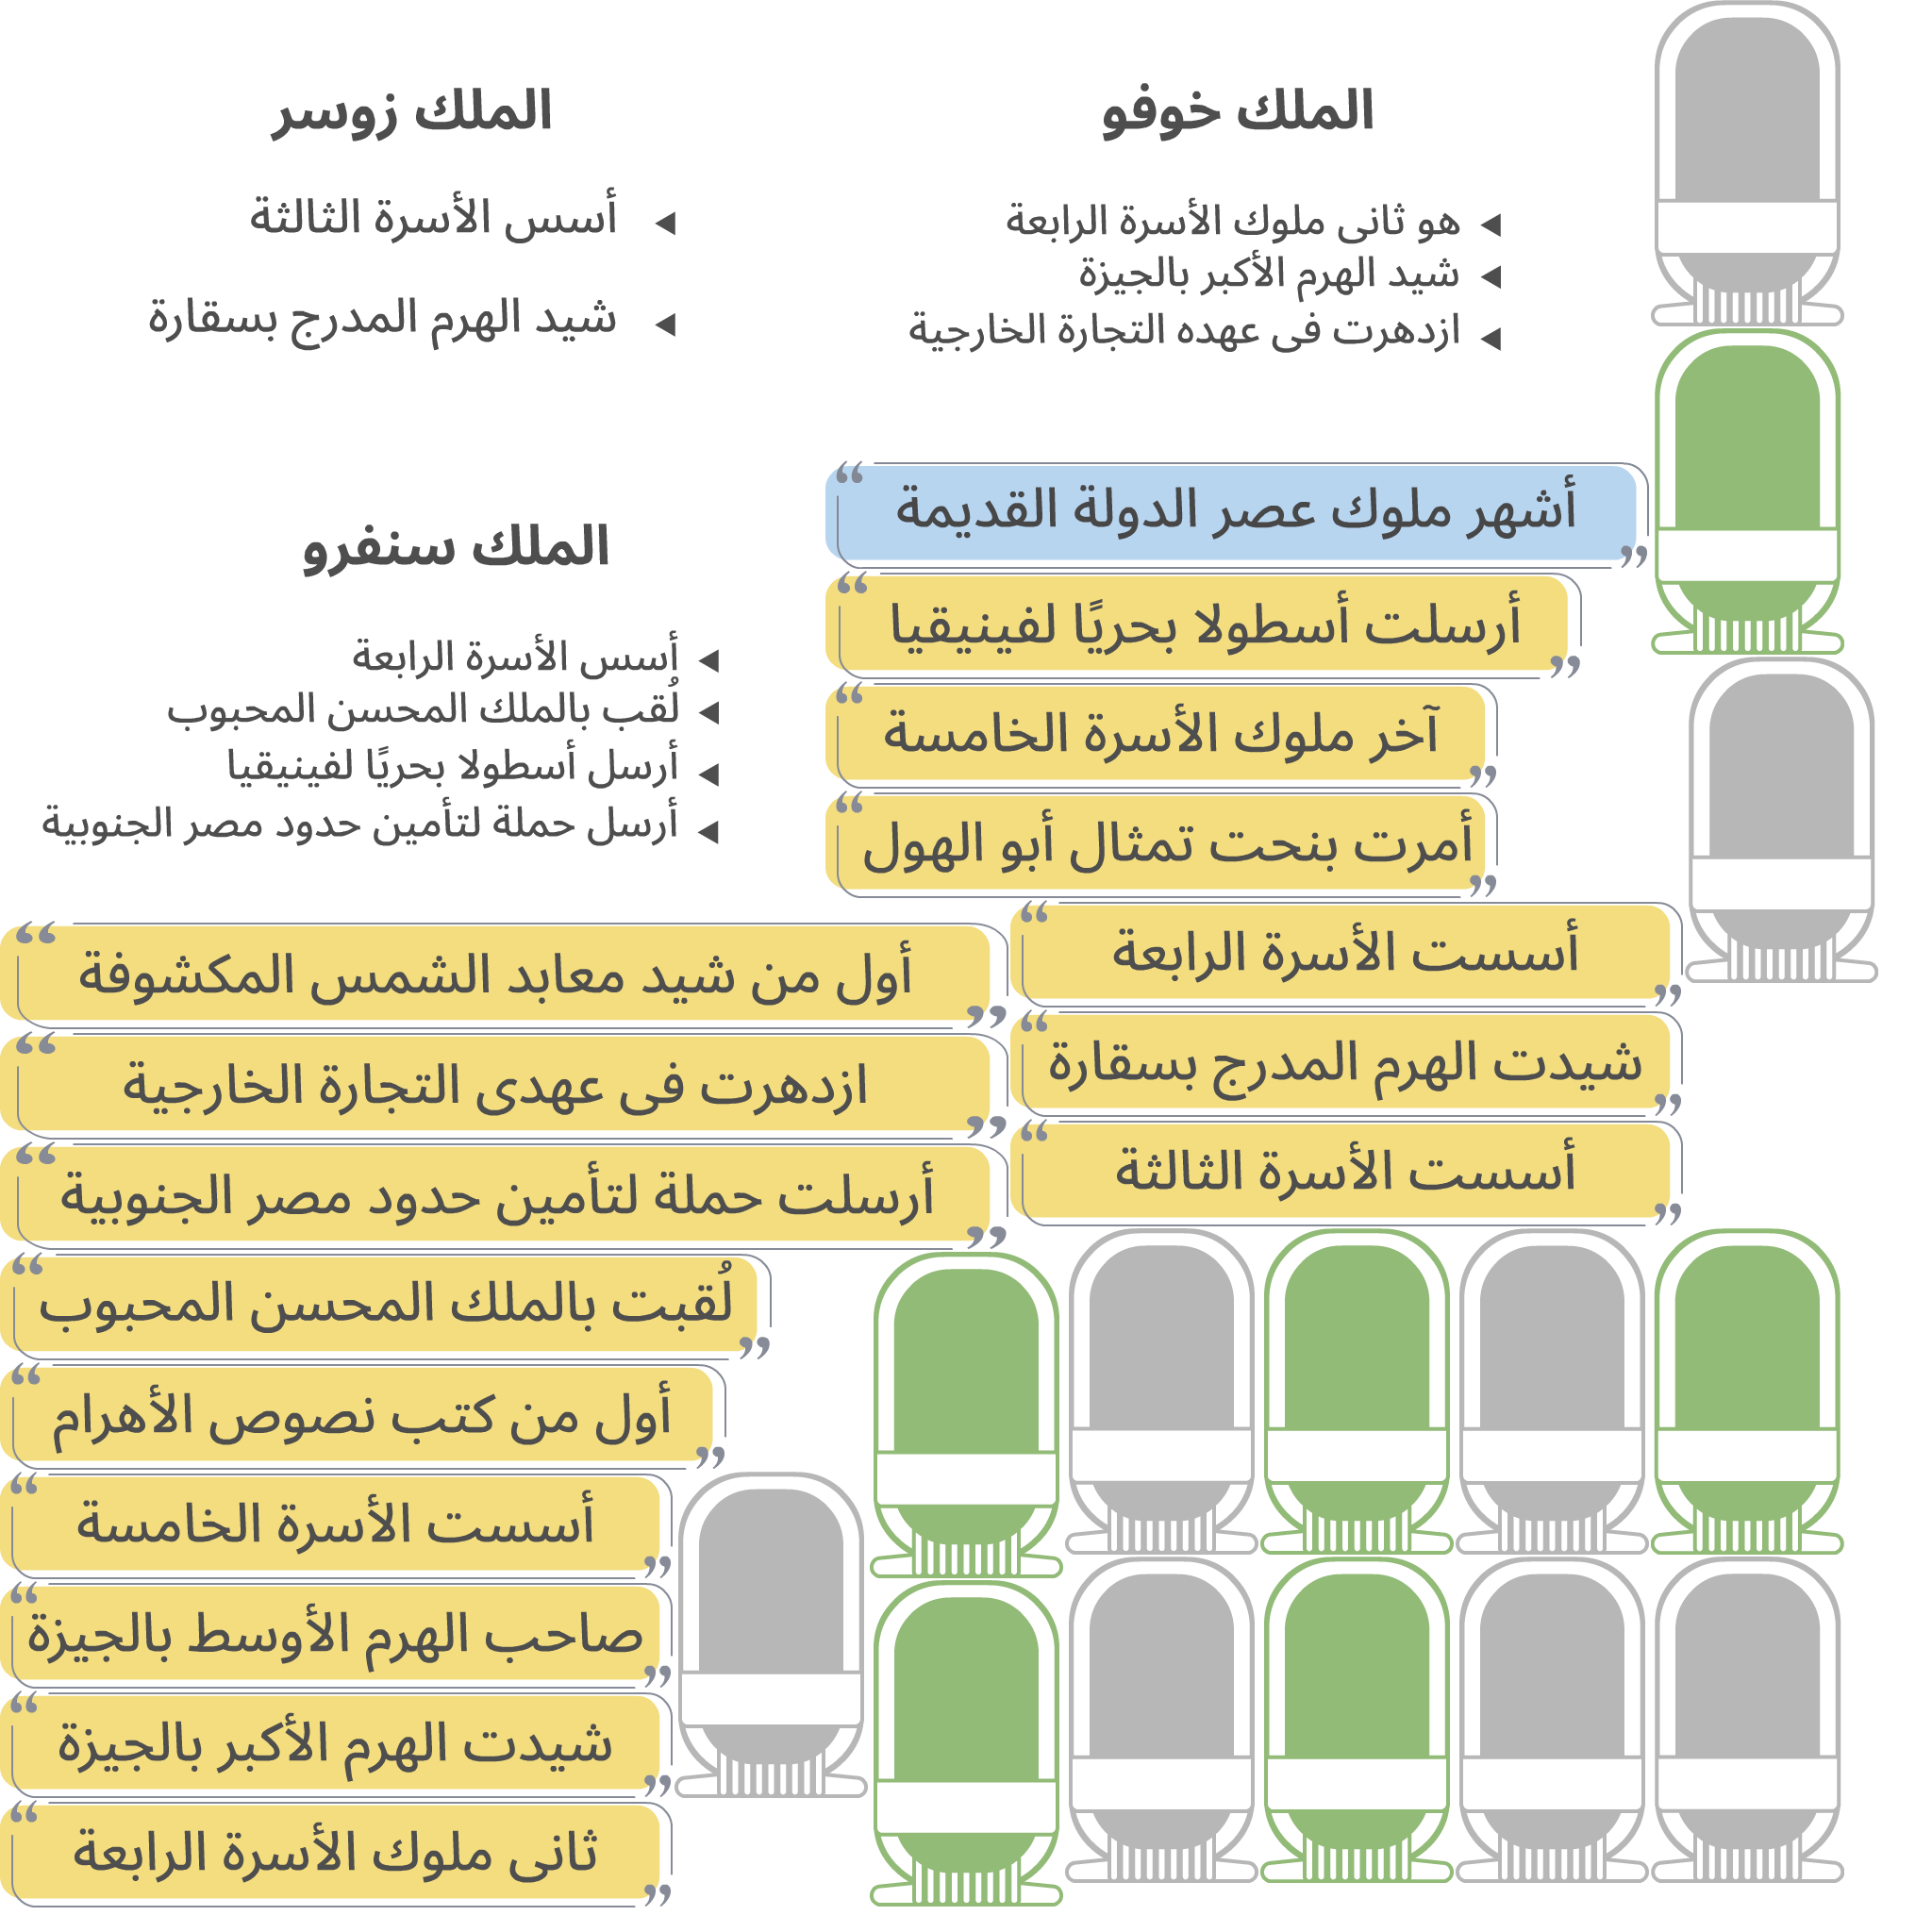 الملك خوفو
هو ثانى ملوك الأسرة الرابعة
شيد الهرم الأكبر بالجيزة
ازدهرت فى عهده التجارة الخارجية
الملك زوسر
أسس الأسرة الثالثة
شيد الهرم المدرج بسقارة
الملك سنفرو
أسس الأسرة الرابعة
لُقب بالملك المحسن المحبوب
أرسل أسطولا بحريًا لفينيقيا
أرسل حملة لتأمين حدود مصر الجنوبية
أشهر ملوك عصر الدولة القديمة
أرسلت أسطولا بحريًا لفينيقيا
آخر ملوك الأسرة الخامسة
أمرت بنحت تمثال أبو الهول
أسست الأسرة الرابعة
شيدت الهرم المدرج بسقارة
أسست الأسرة الثالثة
أول من شيد معابد الشمس المكشوفة
ازدهرت فى عهدى التجارة الخارجية
أرسلت حملة لتأمين حدود مصر الجنوبية
لُقبت بالملك المحسن المحبوب
أول من كتب نصوص الأهرام
أسست الأسرة الخامسة
صاحب الهرم الأوسط بالجيزة
شيدت الهرم الأكبر بالجيزة
ثانى ملوك الأسرة الرابعة